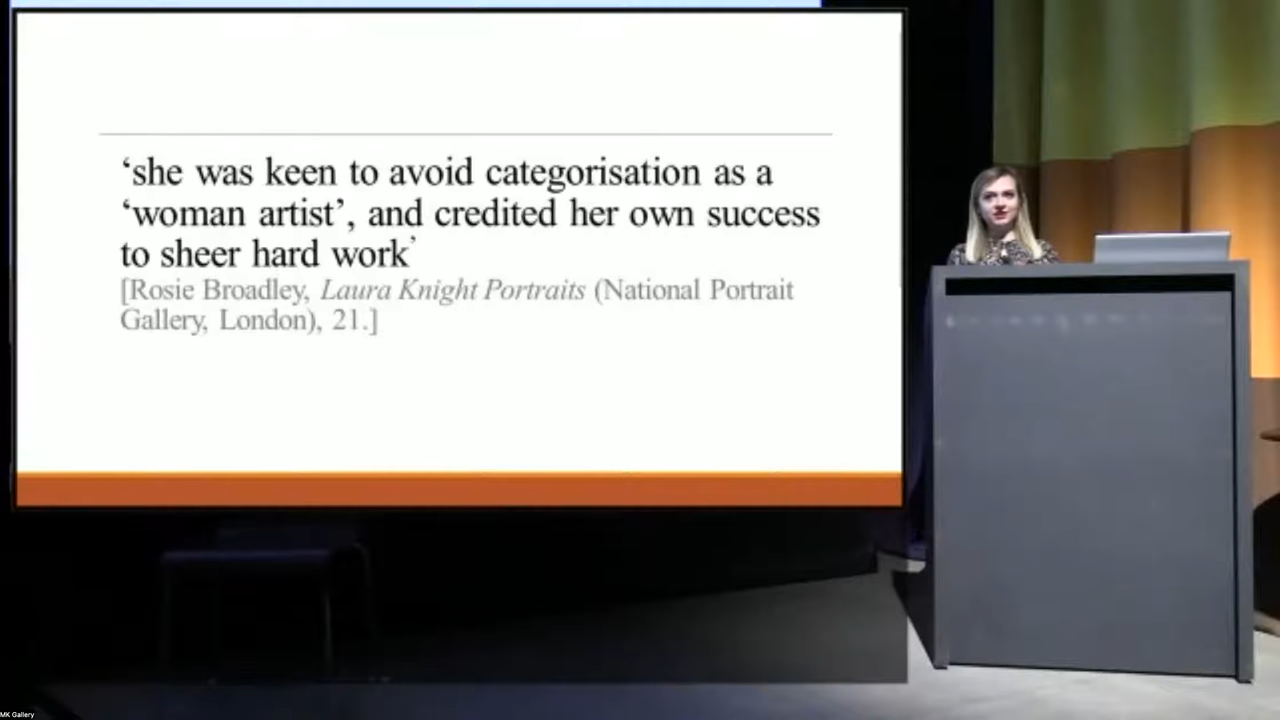 ‘she was keen to avoid categorisation as a
‘woman artist’, and credited her own success
to sheer hard work’
[Rosie Broadley, Laura Knight Portraits (National Portrait
Gallery, London), 21.]
MK Gallery